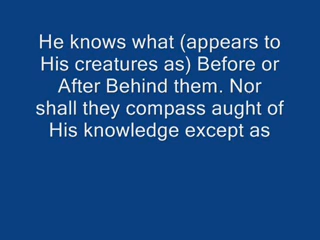 He knows what (appears to
His creatures as) Before or
After Behind them. Nor
shall they compass aught of
His knowledge except as